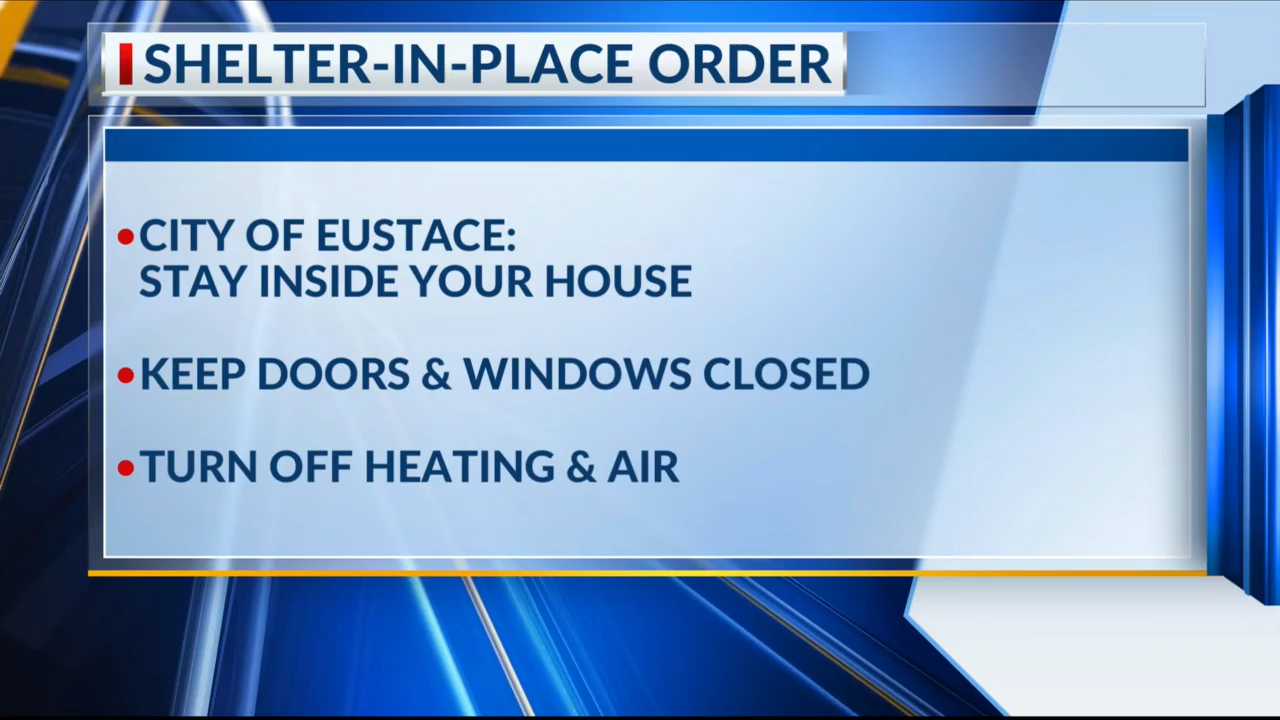 SHELTER-IN-PLACE ORDER
•CITY OF EUSTACE:
STAY INSIDE YOUR HOUSE
•KEEP DOORS & WINDOWS CLOSED
•TURN OFF HEATING & AIR